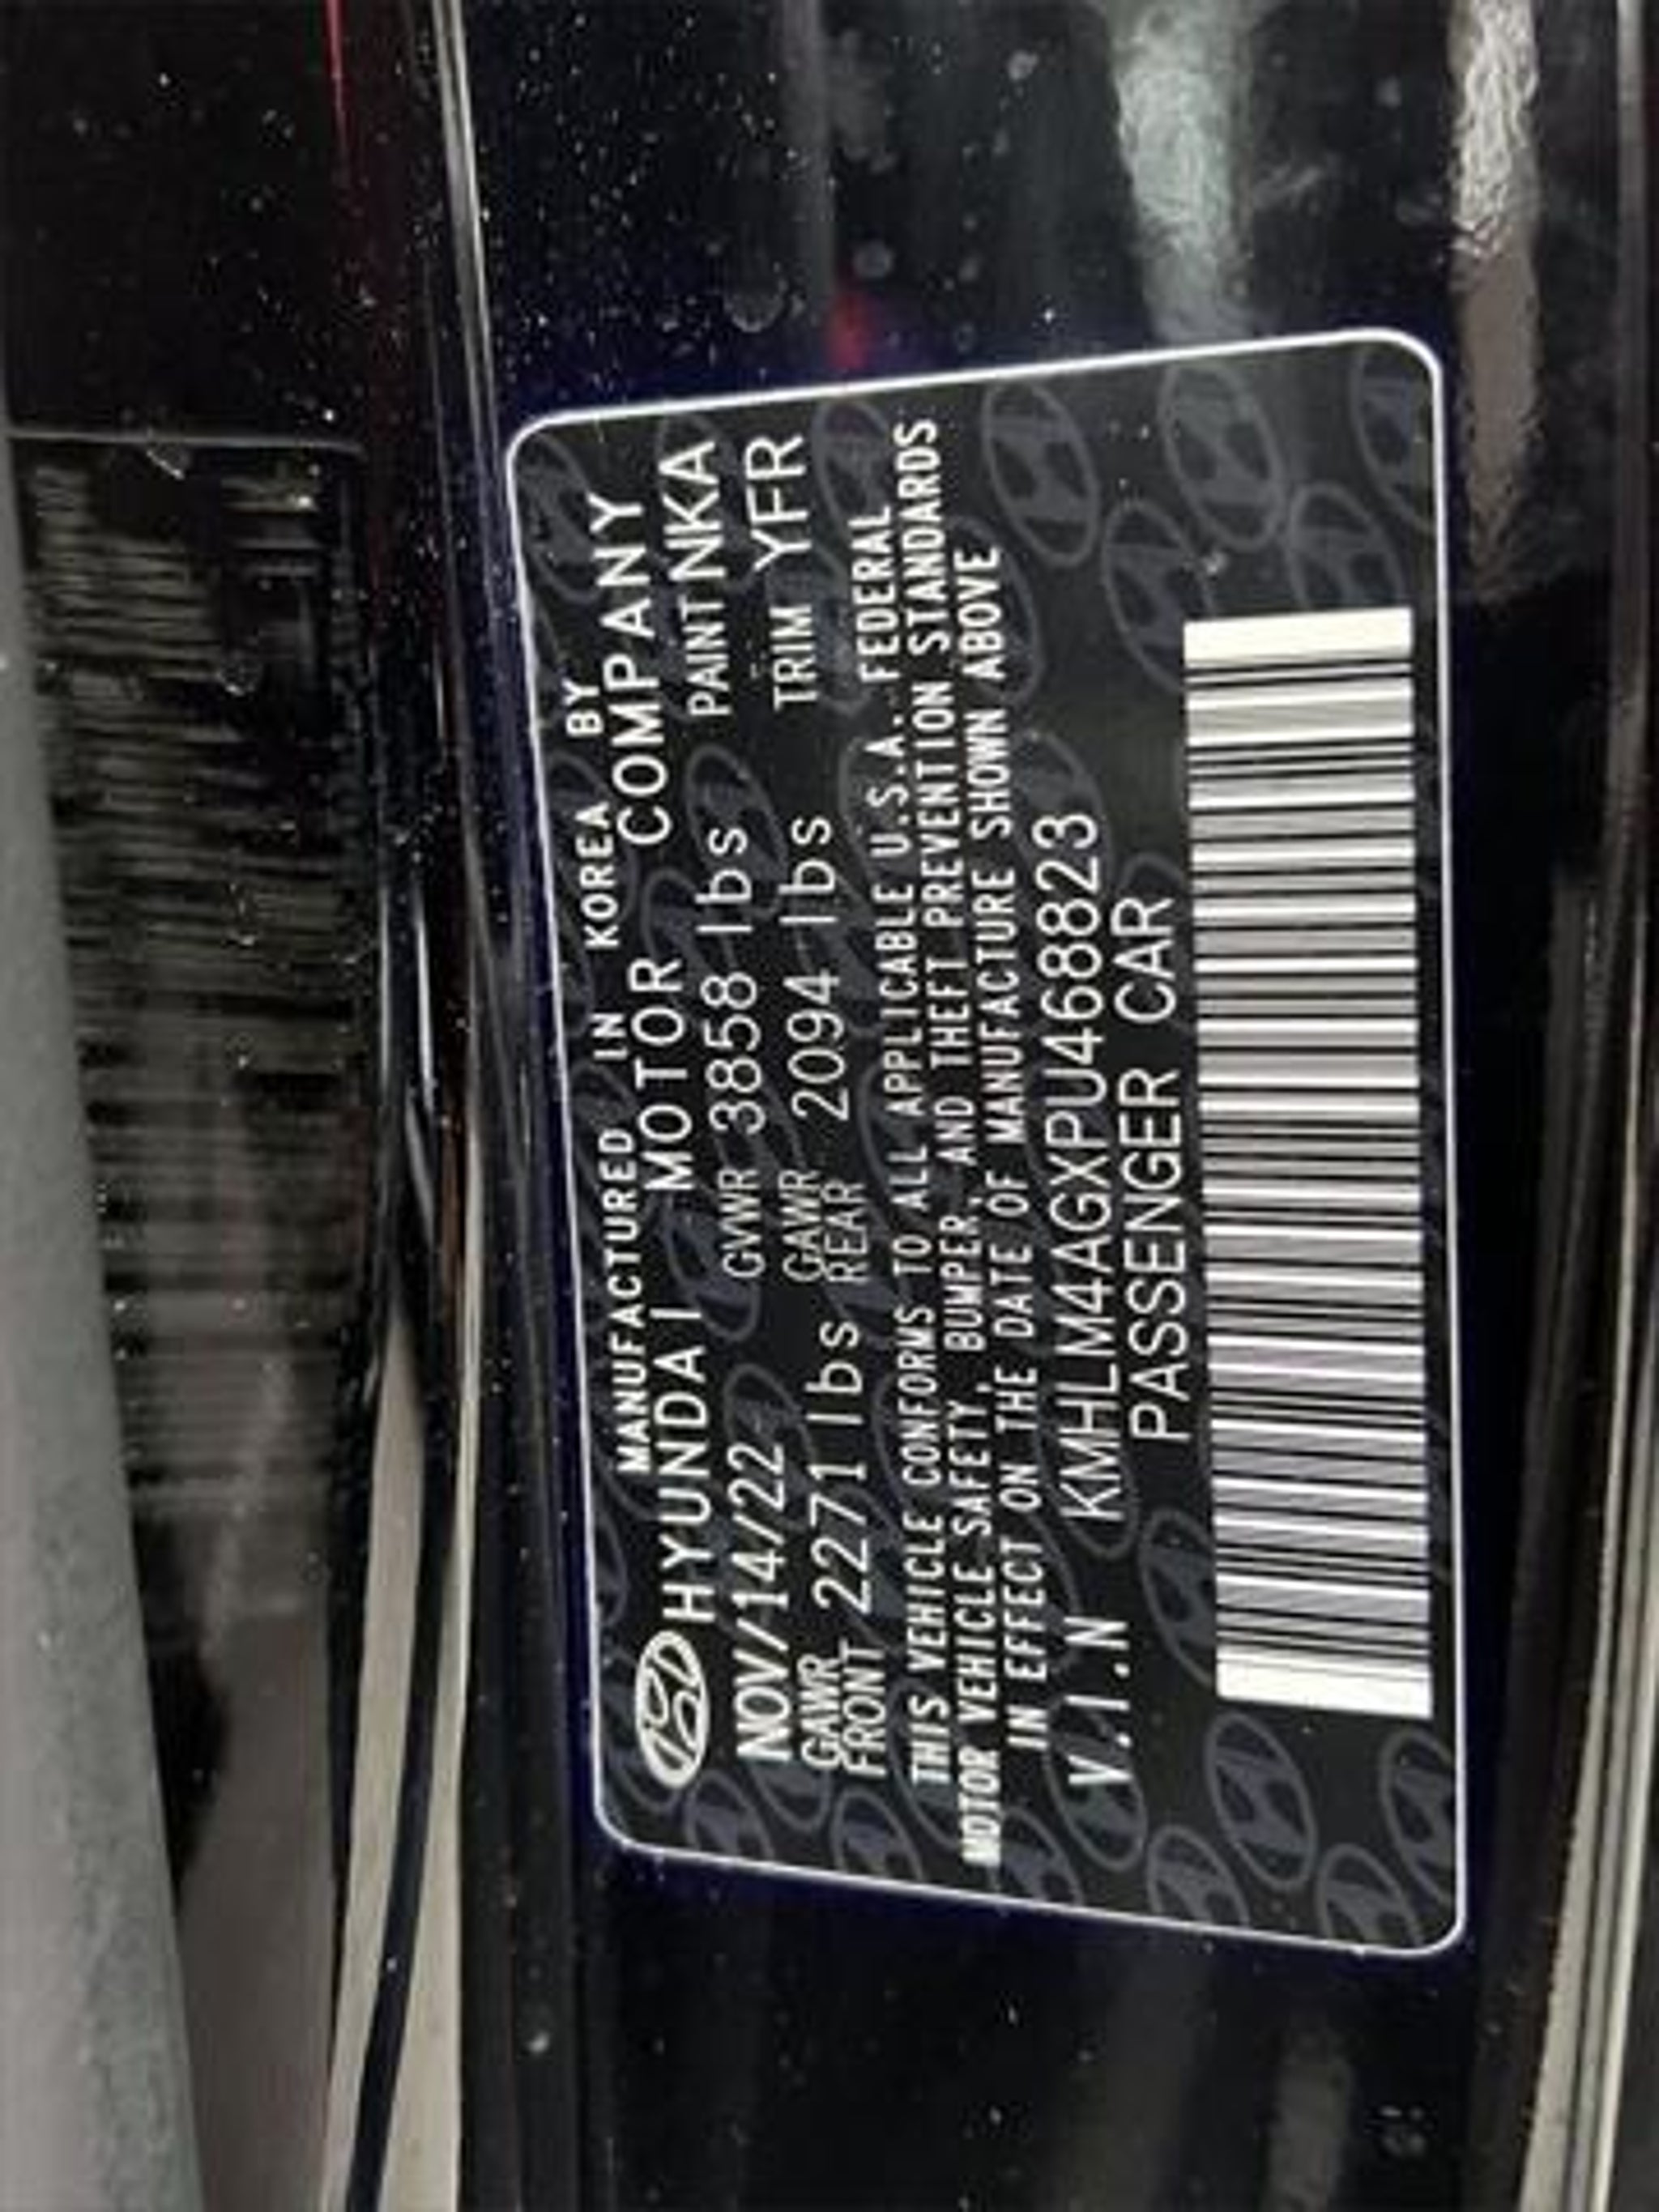 MANUFACTURED IN KOREA BY
HYUNDAI MOTOR COMPANY
NOV/14/22 GVWR 3858 lbs PAINT NKA
GAWR FRONT 2271 lbs GAWR REAR 2094 lbs TRIM YFR
THIS VEHICLE CONFORMS TO ALL APPLICABLE U.S.A. FEDERAL
MOTOR VEHICLE SAFETY, BUMPER, AND THEFT PREVENTION STANDARDS
IN EFFECT ON THE DATE OF MANUFACTURE SHOWN ABOVE
V.I.N KMHLM4AGXPU468823
PASSENGER CAR